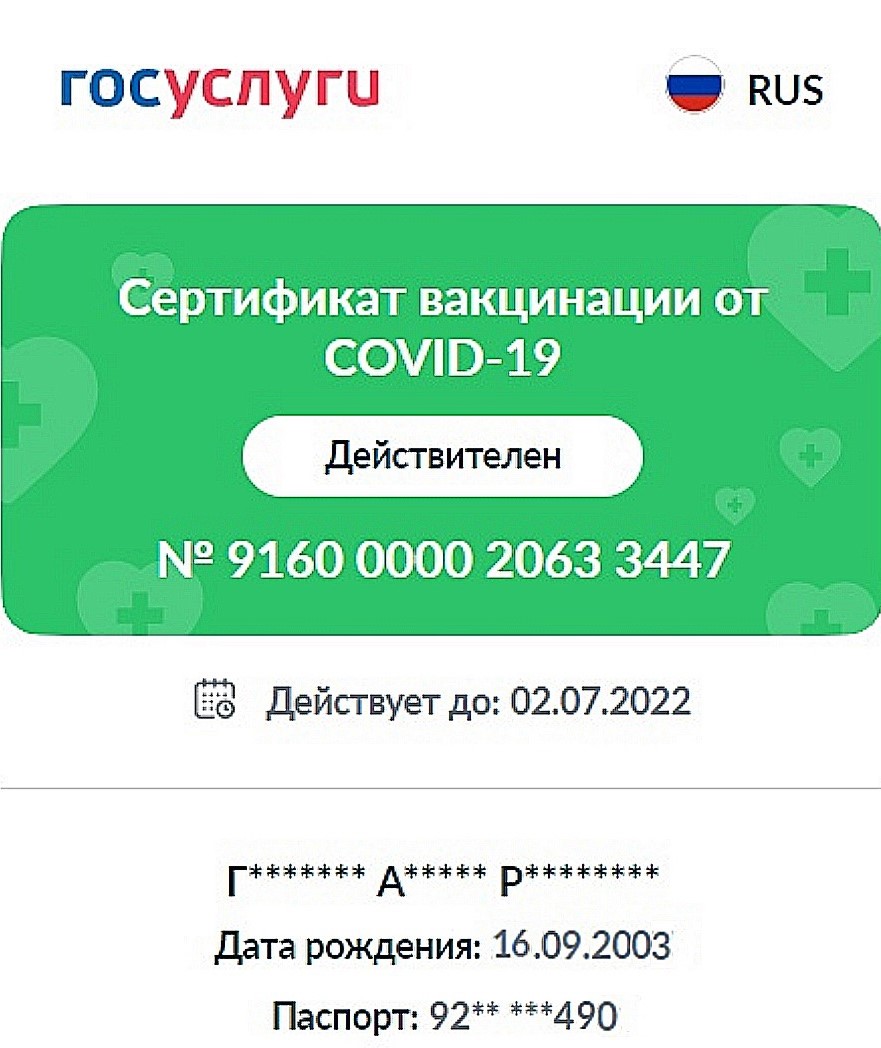 госуслуги RUS
Сертификат вакцинации от
COVID-19
Действителен
№ 9160 0000 2063 3447
Действует до: 02.07.2022
Г******* А***** Р********
Дата рождения: 16.09.2003
Паспорт: 92** ***490